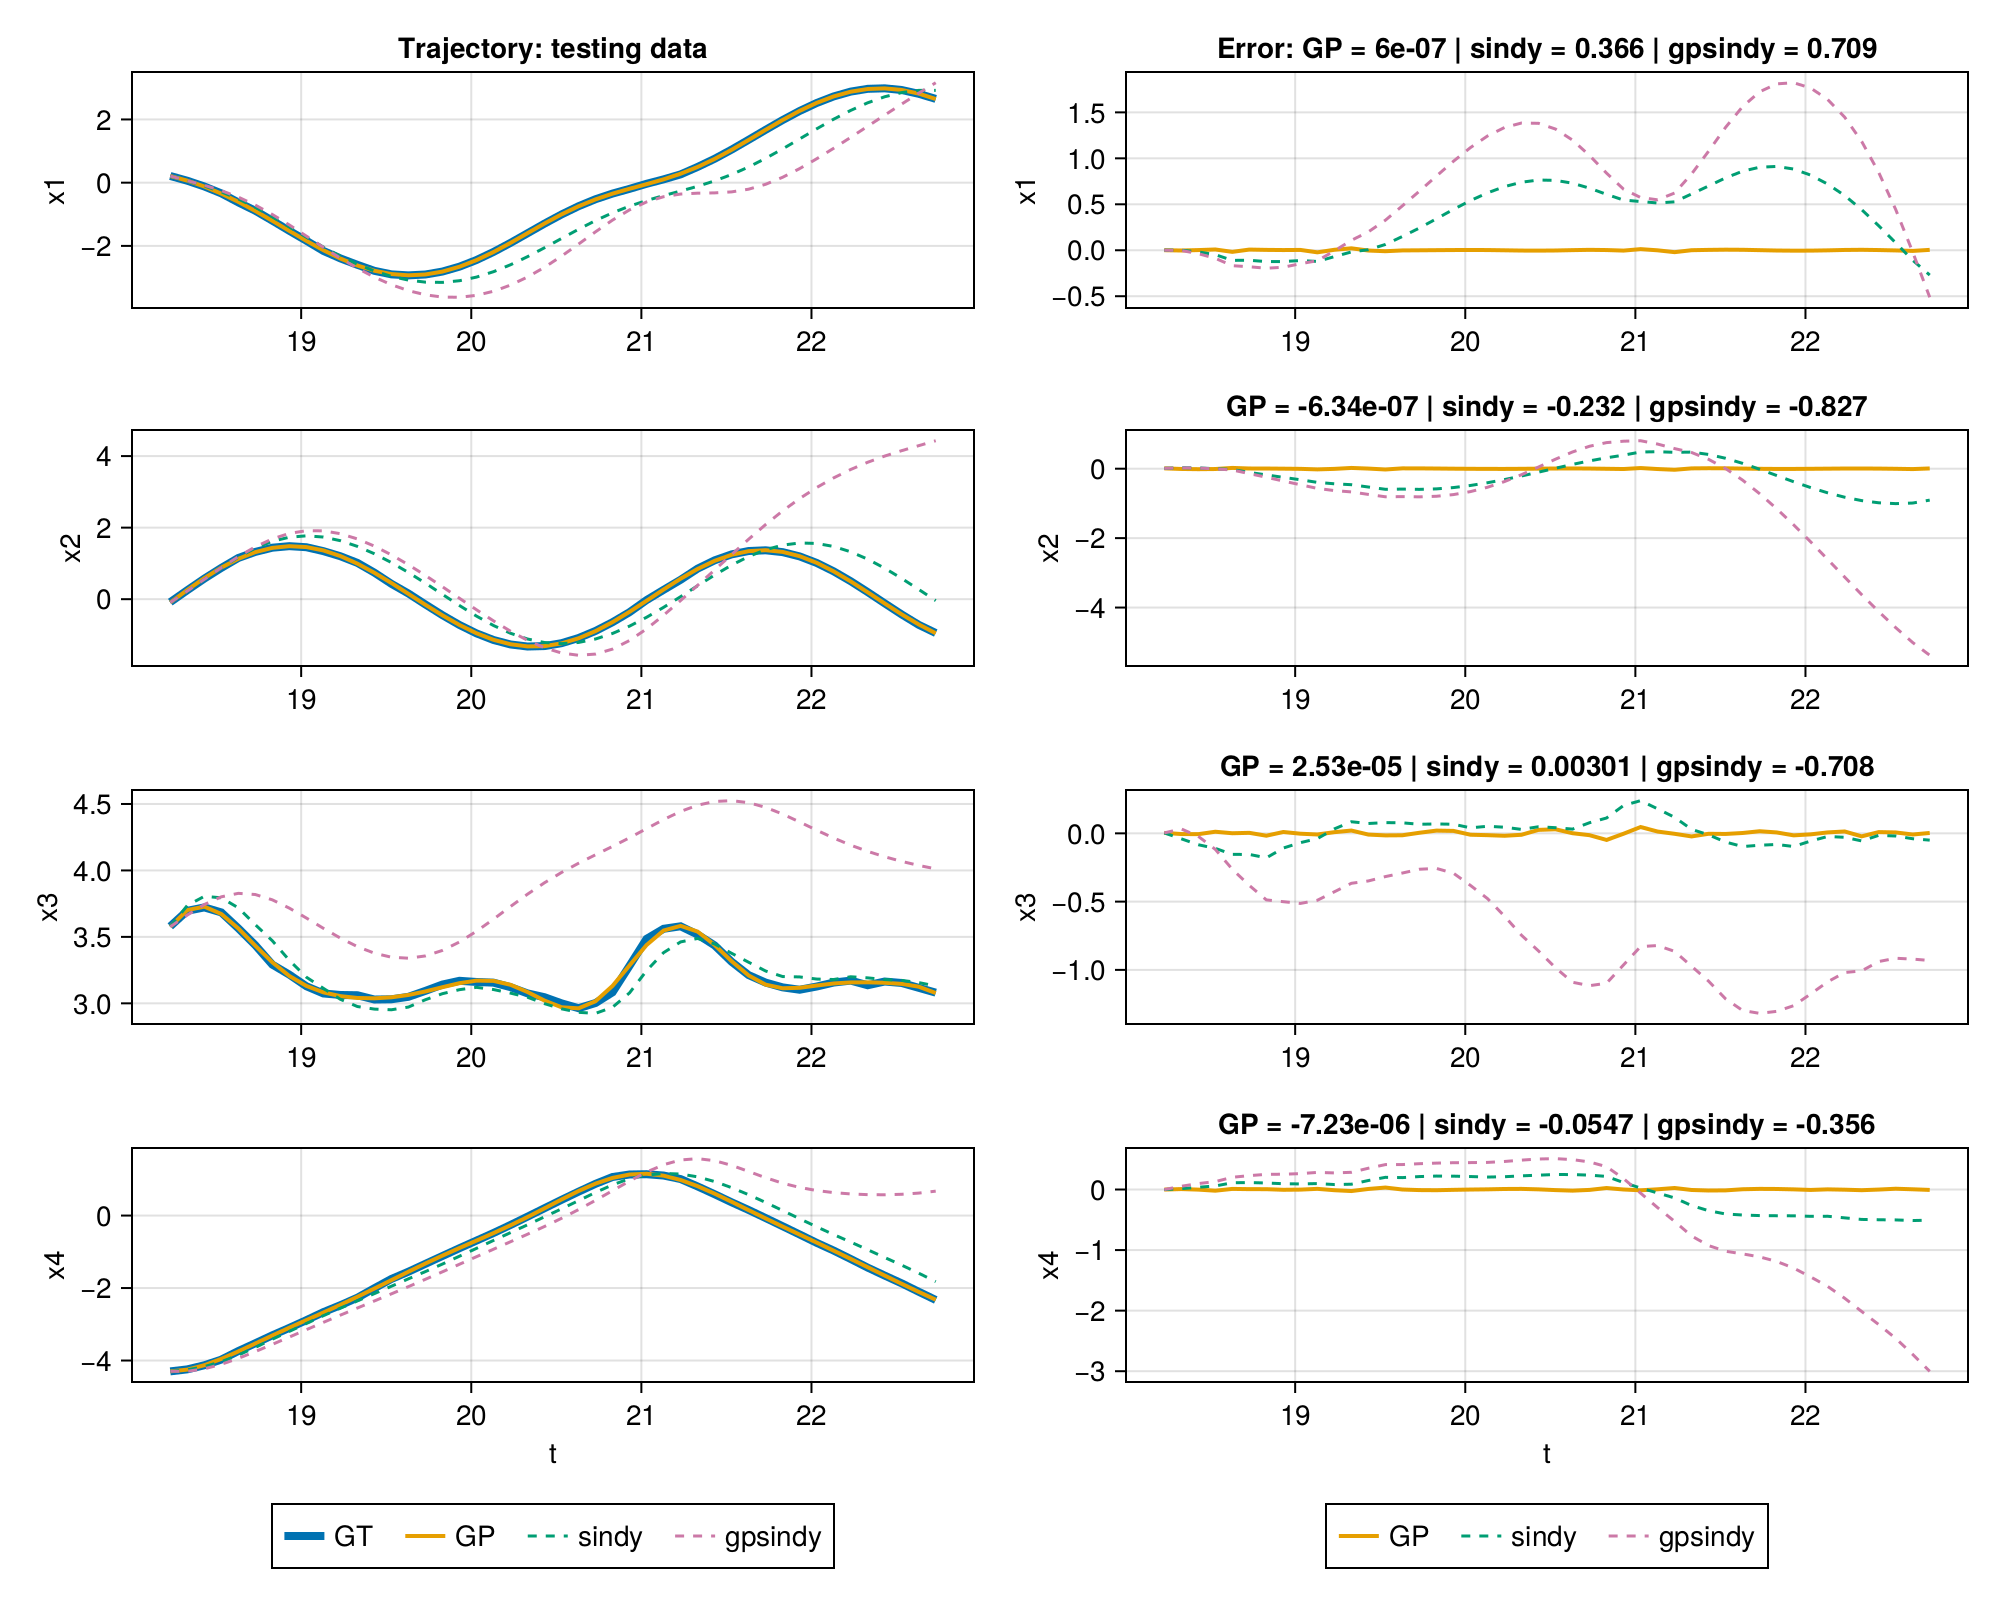 Trajectory: testing data
x1
2
0
−2
19 20 21 22
Error: GP = 6e-07 | sindy = 0.366 | gpsindy = 0.709
x1
1.5
1.0
0.5
0.0
−0.5
19 20 21 22
x2
4
2
0
19 20 21 22
GP = -6.34e-07 | sindy = -0.232 | gpsindy = -0.827
x2
0
−2
−4
19 20 21 22
x3
4.5
4.0
3.5
3.0
19 20 21 22
GP = 2.53e-05 | sindy = 0.00301 | gpsindy = -0.708
x3
0.0
−0.5
−1.0
19 20 21 22
x4
0
−2
−4
19 20 21 22
t
GP = -7.23e-06 | sindy = -0.0547 | gpsindy = -0.356
x4
0
−1
−2
−3
19 20 21 22
t
GT GP sindy gpsindy
GP sindy gpsindy